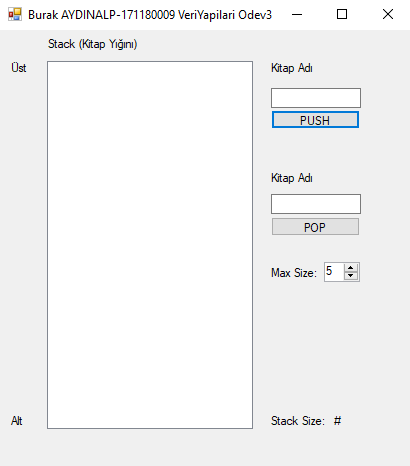 Burak AYDINALP-171180009 VeriYapilari Odev3
Stack (Kitap Yığını)
Üst
Kitap Adı
PUSH
Kitap Adı
POP
Max Size: 5
Alt
Stack Size: #